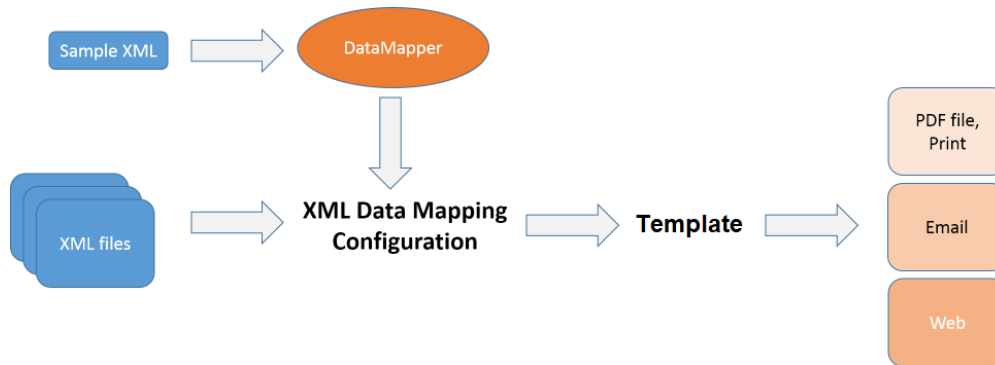 Sample XML
DataMapper
PDF file,
Print
XML files
XML Data Mapping
Configuration
Template
Email
Web